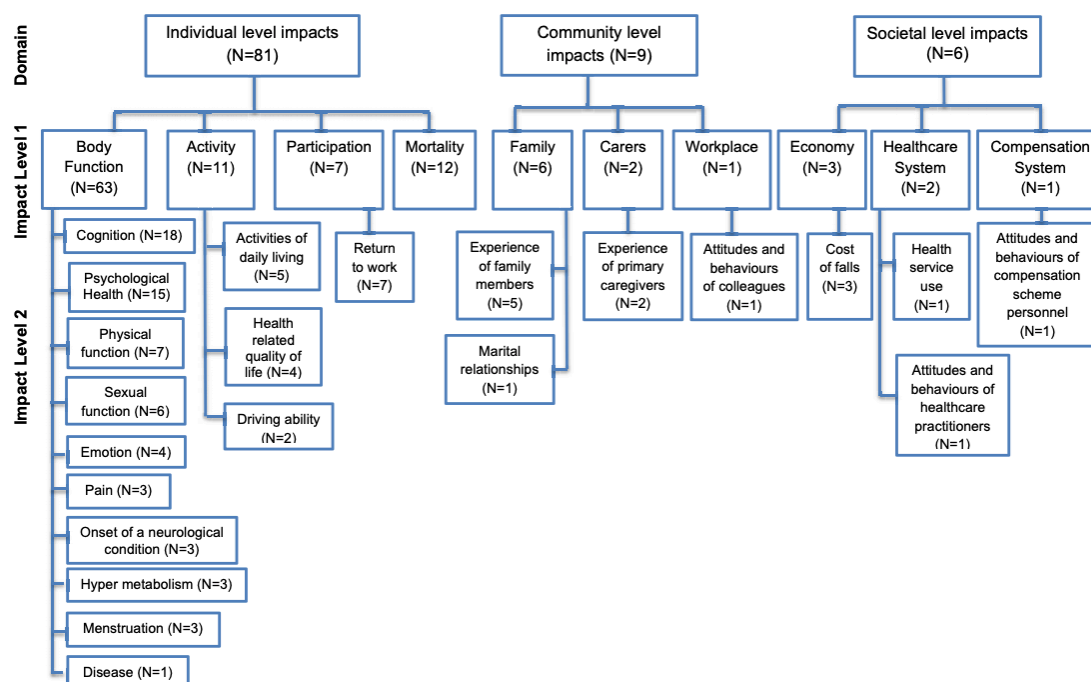 Domain
Individual level impacts
(N=81)
Community level
impacts (N=9)
Societal level impacts
(N=6)
Impact Level1
Body
Function
(N=63)
Activity
(N=11)
Participation
(N=7)
Mortality
(N=12)
Family
(N=6)
Carers
(N=2)
Workplace
(N=1)
Economy
(N=3)
Healthcare
System
(N=2)
Compensation
System
(N=1)
Impact Level 2
Cognition (N=18)
Psychological
Health (N=15)
Physical
function (N=7)
Sexual
function (N=6)
Emotion (N=4)
Pain (N=3)
Onset of a neurological
condition (N=3)
Hyper metabolism (N=3)
Menstruation (N=3)
Disease (N=1)
Activities of
daily living
(N=5)
Health
related
quality of
life (N=4)
Driving ability
(N=2)
Return
to work
(N=7)
Experience
of family
members
(N=5)
Marital
relationships
(N=1)
Experience
of primary
caregivers
(N=2)
Attitudes and
behaviours
of colleagues
(N=1)
Cost
of falls
(N=3)
Health
service
use
(N=1)
Attitudes and
behaviours of
healthcare
practitioners
(N=1)
Attitudes and
behaviours of
compensation
scheme
personnel
(N=1)